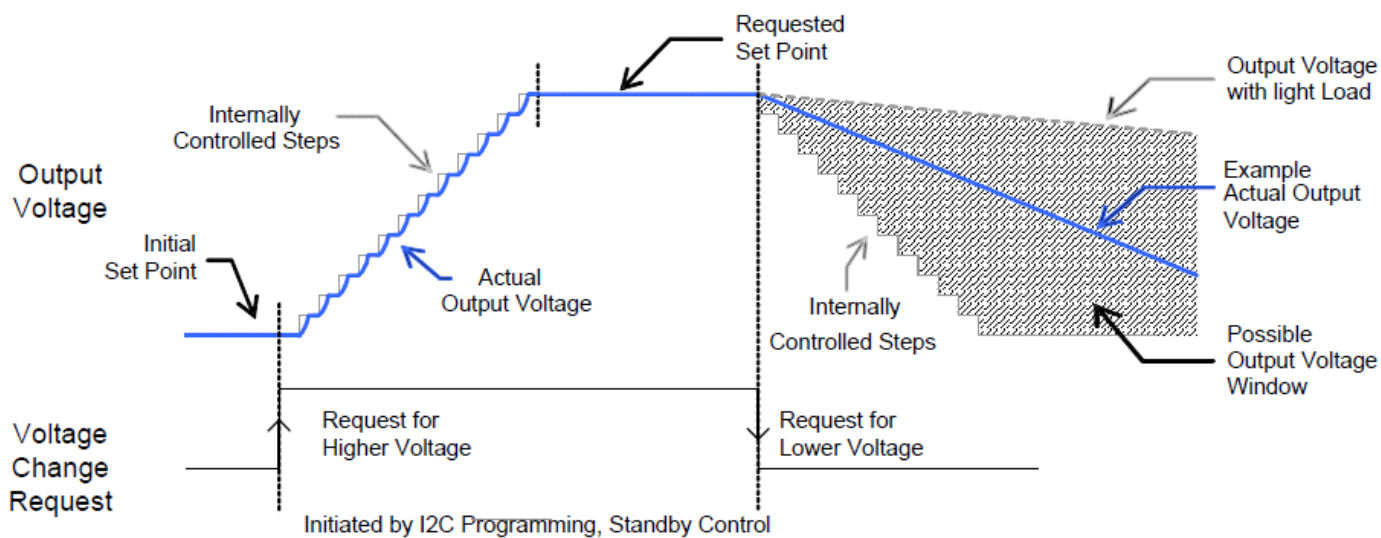 Requested
Set Point
Output Voltage
with light Load
Internally
Controlled Steps
Output
Voltage
Example
Actual Output
Voltage
Initial
Set Point
Actual
Output Voltage
Internally
Controlled Steps
Possible
Output Voltage
Window
Voltage
Change
Request
Request for
Higher Voltage
Request for
Lower Voltage
Initiated by I2C Programming, Standby Control